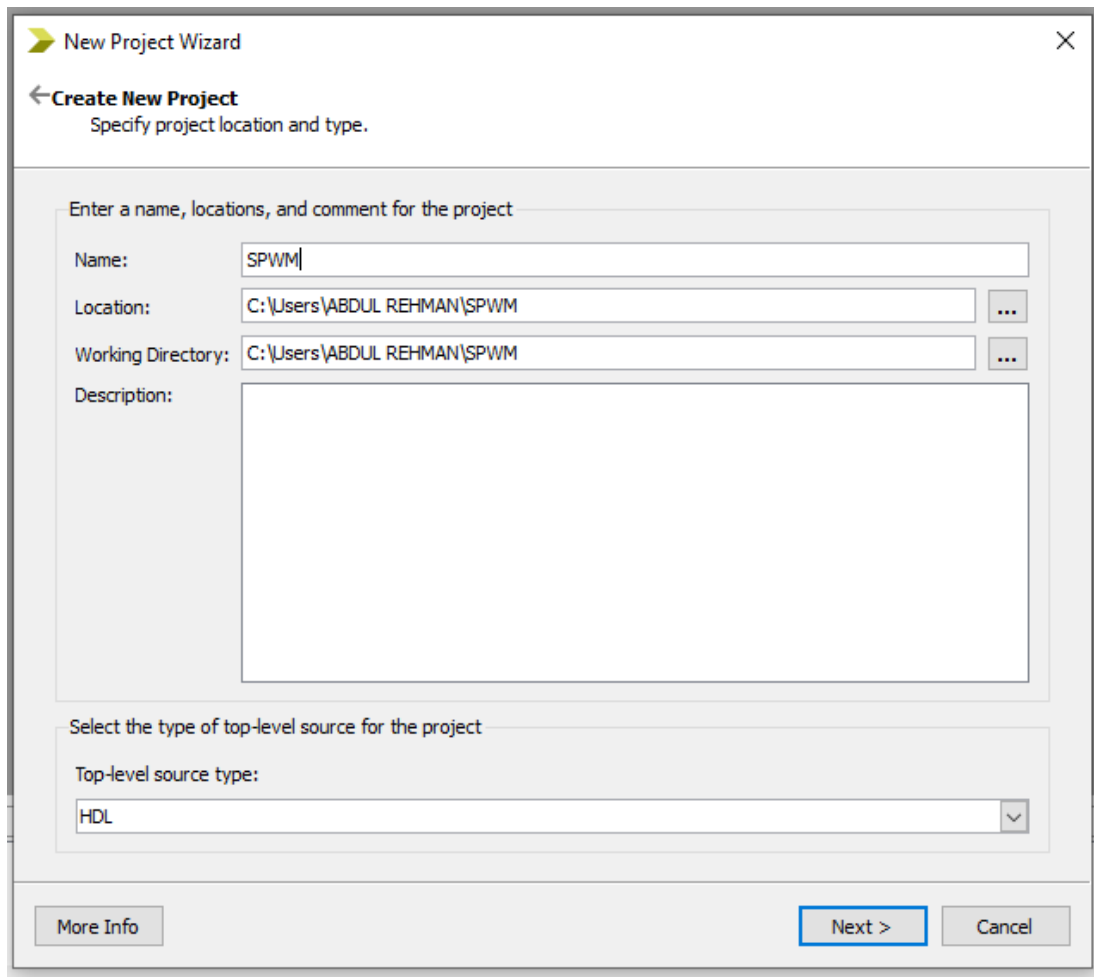 New Project Wizard
Create New Project
Specify project location and type.
Enter a name, locations, and comment for the project
Name: SPWM
Location: C:\Users\ABDUL REHMAN\SPWM ...
Working Directory: C:\Users\ABDUL REHMAN\SPWM ...
Description:
Select the type of top-level source for the project
Top-level source type:
HDL
More Info Next > Cancel